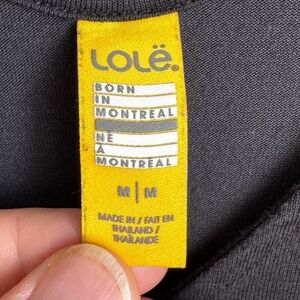 LOLË®
BORN
IN
MONTREAL
NÉ
À
MONTRÉAL
M|M
MADE IN / FAIT EN
THAILAND /
THAÏLANDE